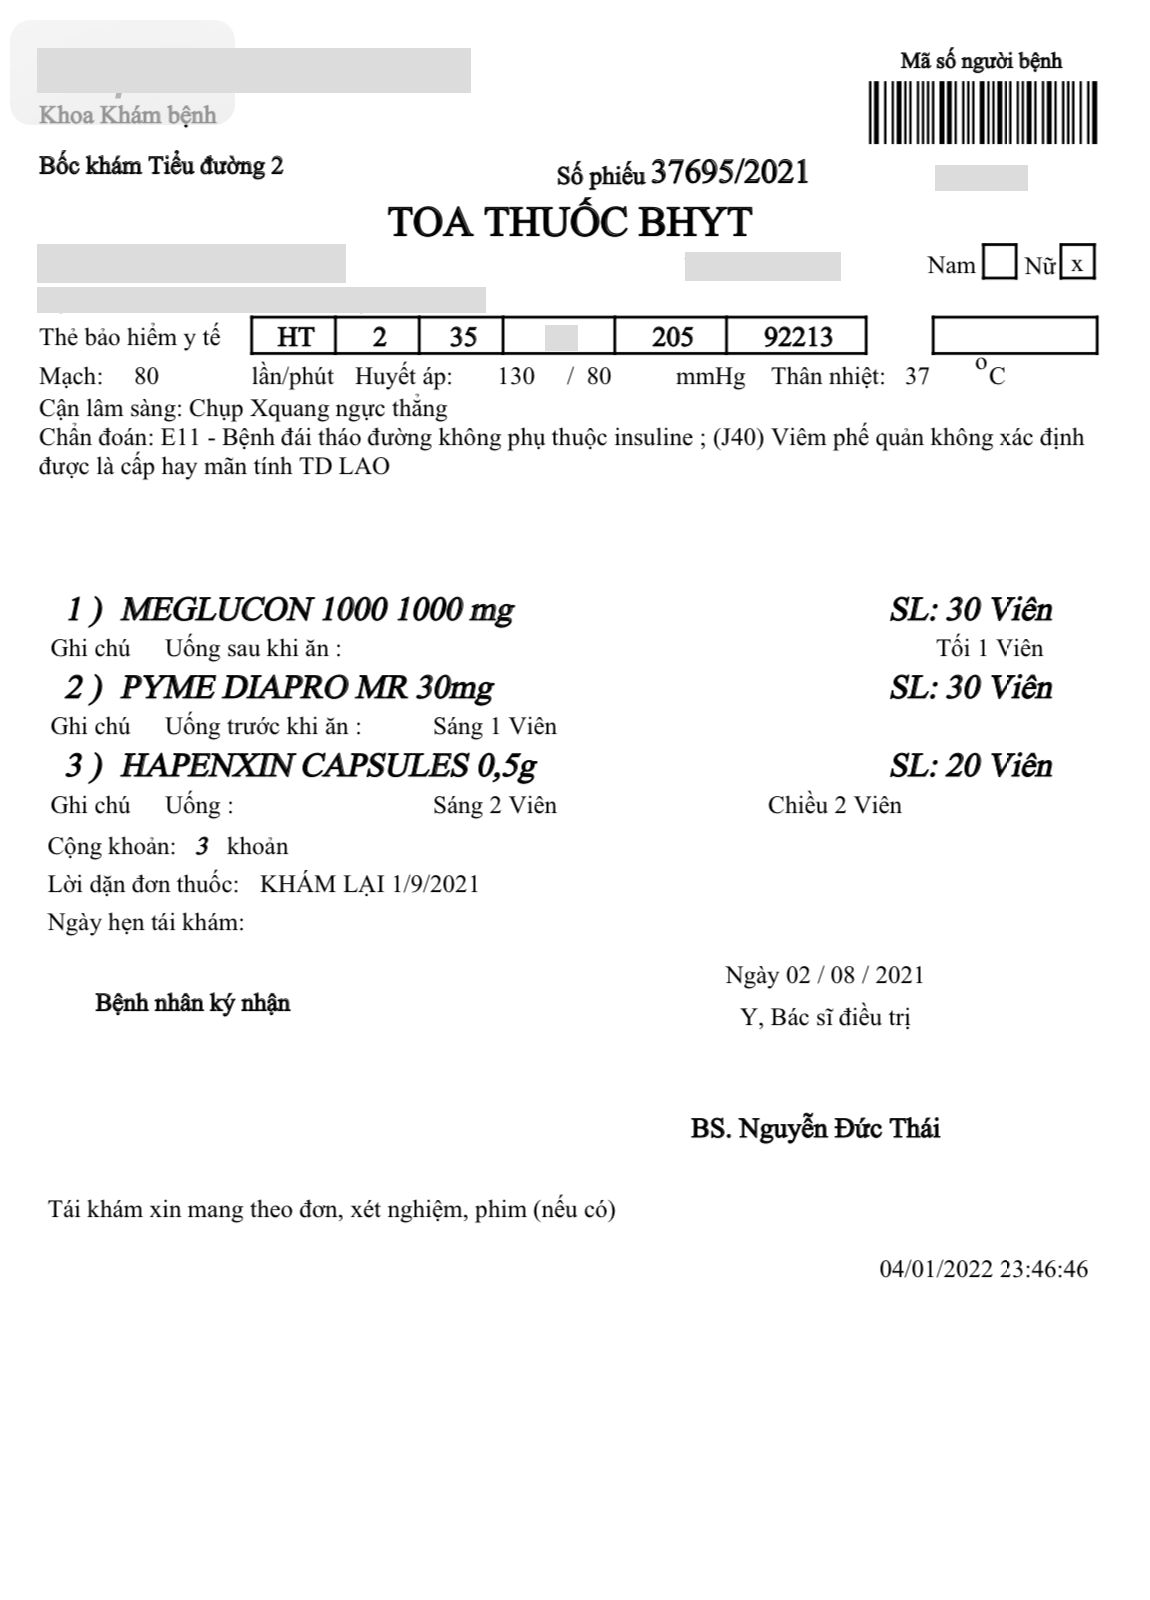 Mã số người bệnh
Khoa Khám bệnh
Bốc khám Tiểu đường 2
Số phiếu 37695/2021
TOA THUỐC BHYT
Nam Nữ x
Thẻ bảo hiểm y tế HT 2 35 205 92213
Mạch: 80 lần/phút Huyết áp: 130 / 80 mmHg Thân nhiệt: 37 °C
Cận lâm sàng: Chụp Xquang ngực thẳng
Chẩn đoán: E11 - Bệnh đái tháo đường không phụ thuộc insuline ; (J40) Viêm phế quản không xác định
được là cấp hay mãn tính TD LAO
1 ) MEGLUCON 1000 1000 mg SL: 30 Viên
Ghi chú Uống sau khi ăn : Tối 1 Viên
2 ) PYME DIAPRO MR 30mg SL: 30 Viên
Ghi chú Uống trước khi ăn : Sáng 1 Viên
3 ) HAPENXIN CAPSULES 0,5g SL: 20 Viên
Ghi chú Uống : Sáng 2 Viên Chiều 2 Viên
Cộng khoản: 3 khoản
Lời dặn đơn thuốc: KHÁM LẠI 1/9/2021
Ngày hẹn tái khám:
Ngày 02 / 08 / 2021
Bệnh nhân ký nhận
Y, Bác sĩ điều trị
BS. Nguyễn Đức Thái
Tái khám xin mang theo đơn, xét nghiệm, phim (nếu có)
04/01/2022 23:46:46